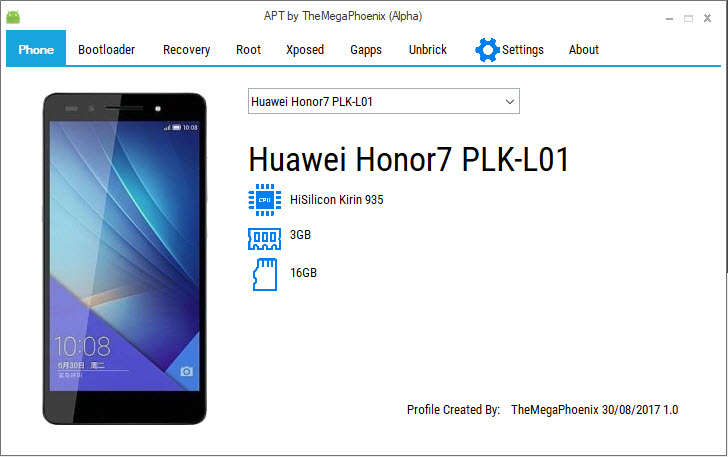 APT by TheMegaPhoenix (Alpha)
Phone Bootloader Recovery Root Xposed Gapps Unbrick Settings About
Huawei Honor7 PLK-L01
Huawei Honor7 PLK-L01
CPU HiSilicon Kirin 935
3GB
16GB
10:08
10:08
6月30日 周二
Profile Created By: TheMegaPhoenix 30/08/2017 1.0